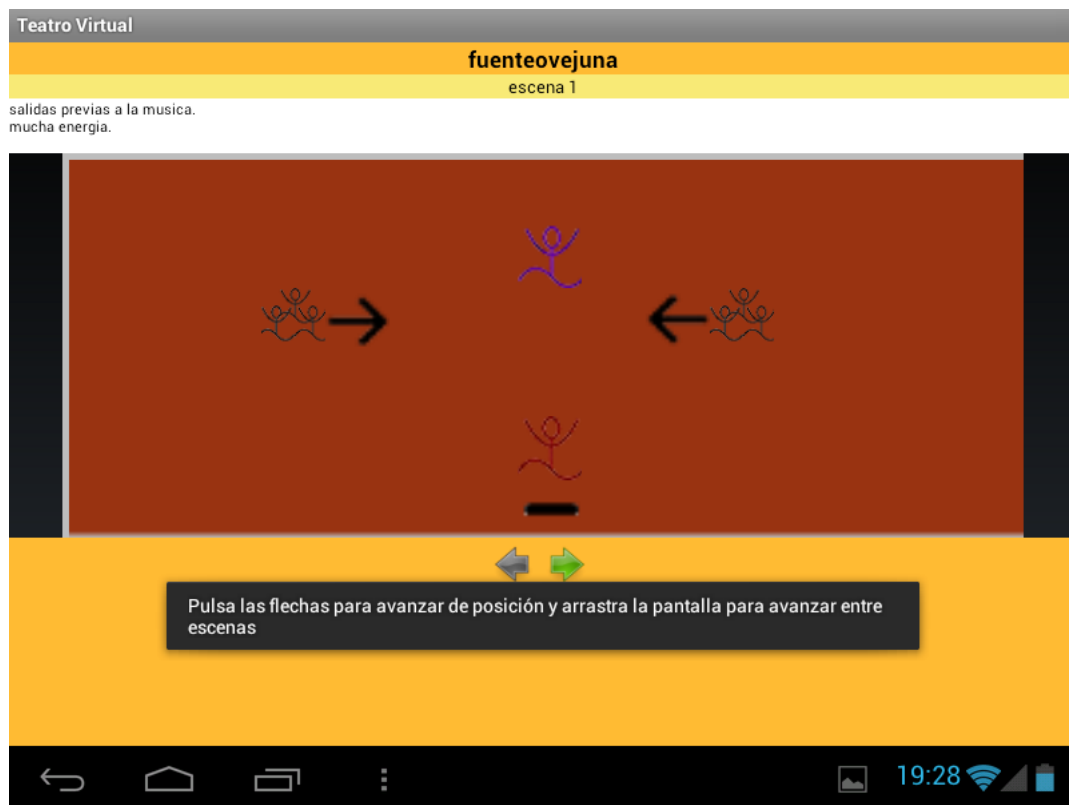 Teatro Virtual
fuenteovejuna
escena 1
salidas previas a la musica.
mucha energia.
Pulsa las flechas para avanzar de posición y arrastra la pantalla para avanzar entre
escenas
19:28